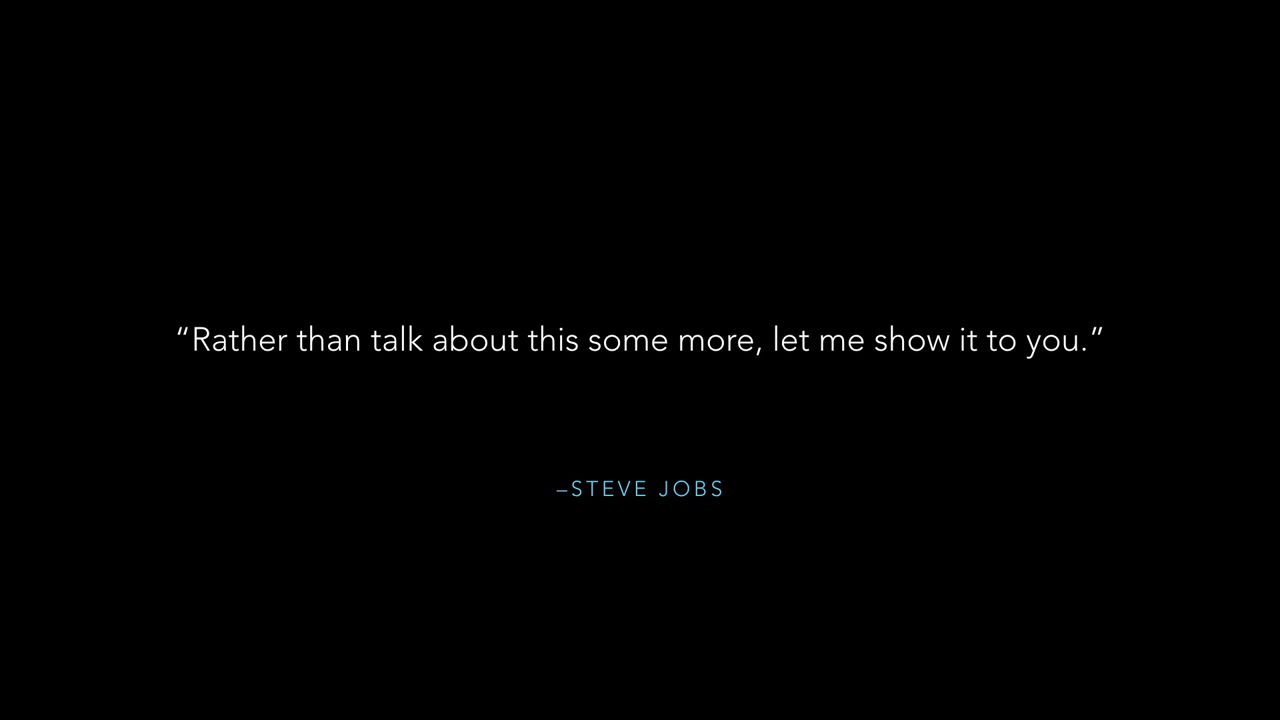 “Rather than talk about this some more, let me show it to you.”
–STEVE JOBS